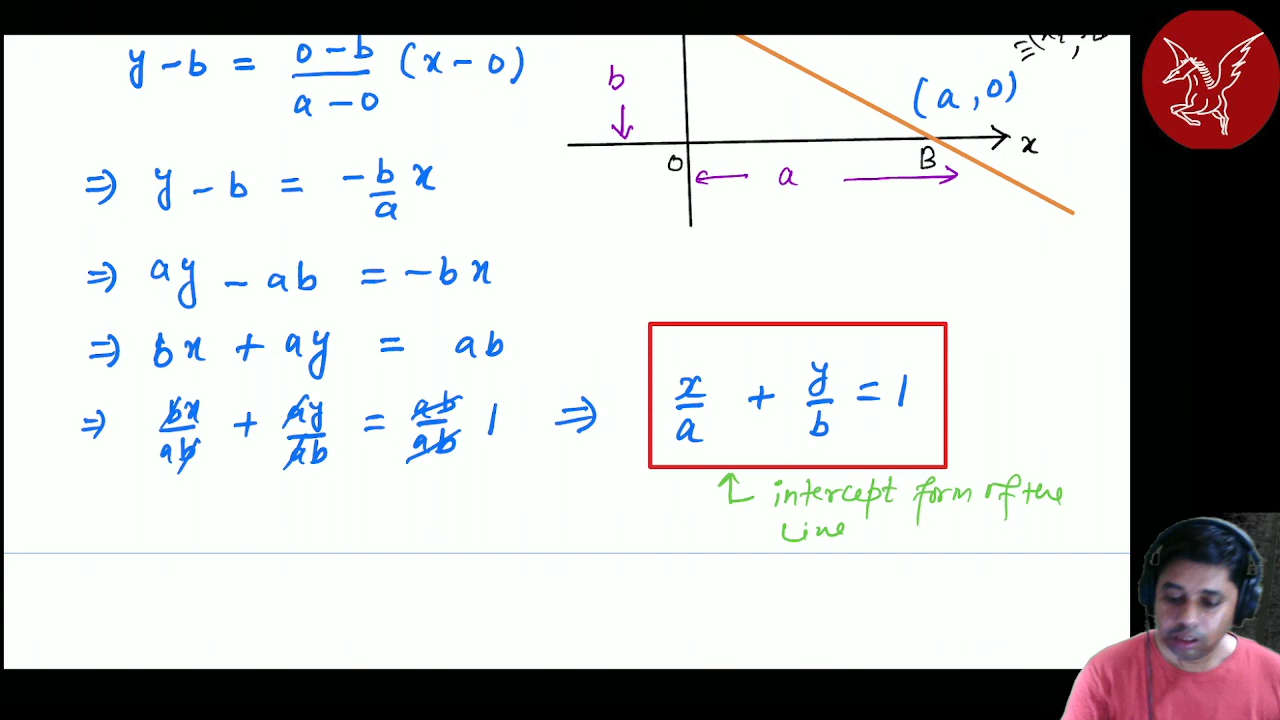 y - b = (0 - b)/(a - 0) (x - 0)
b
(a, 0)
O
B
x
a
⇒ y - b = -b/a x
⇒ ay - ab = -bx
⇒ bx + ay = ab
⇒ bx/ab + ay/ab = ab/ab 1 ⇒ x/a + y/b = 1
intercept form of the
line